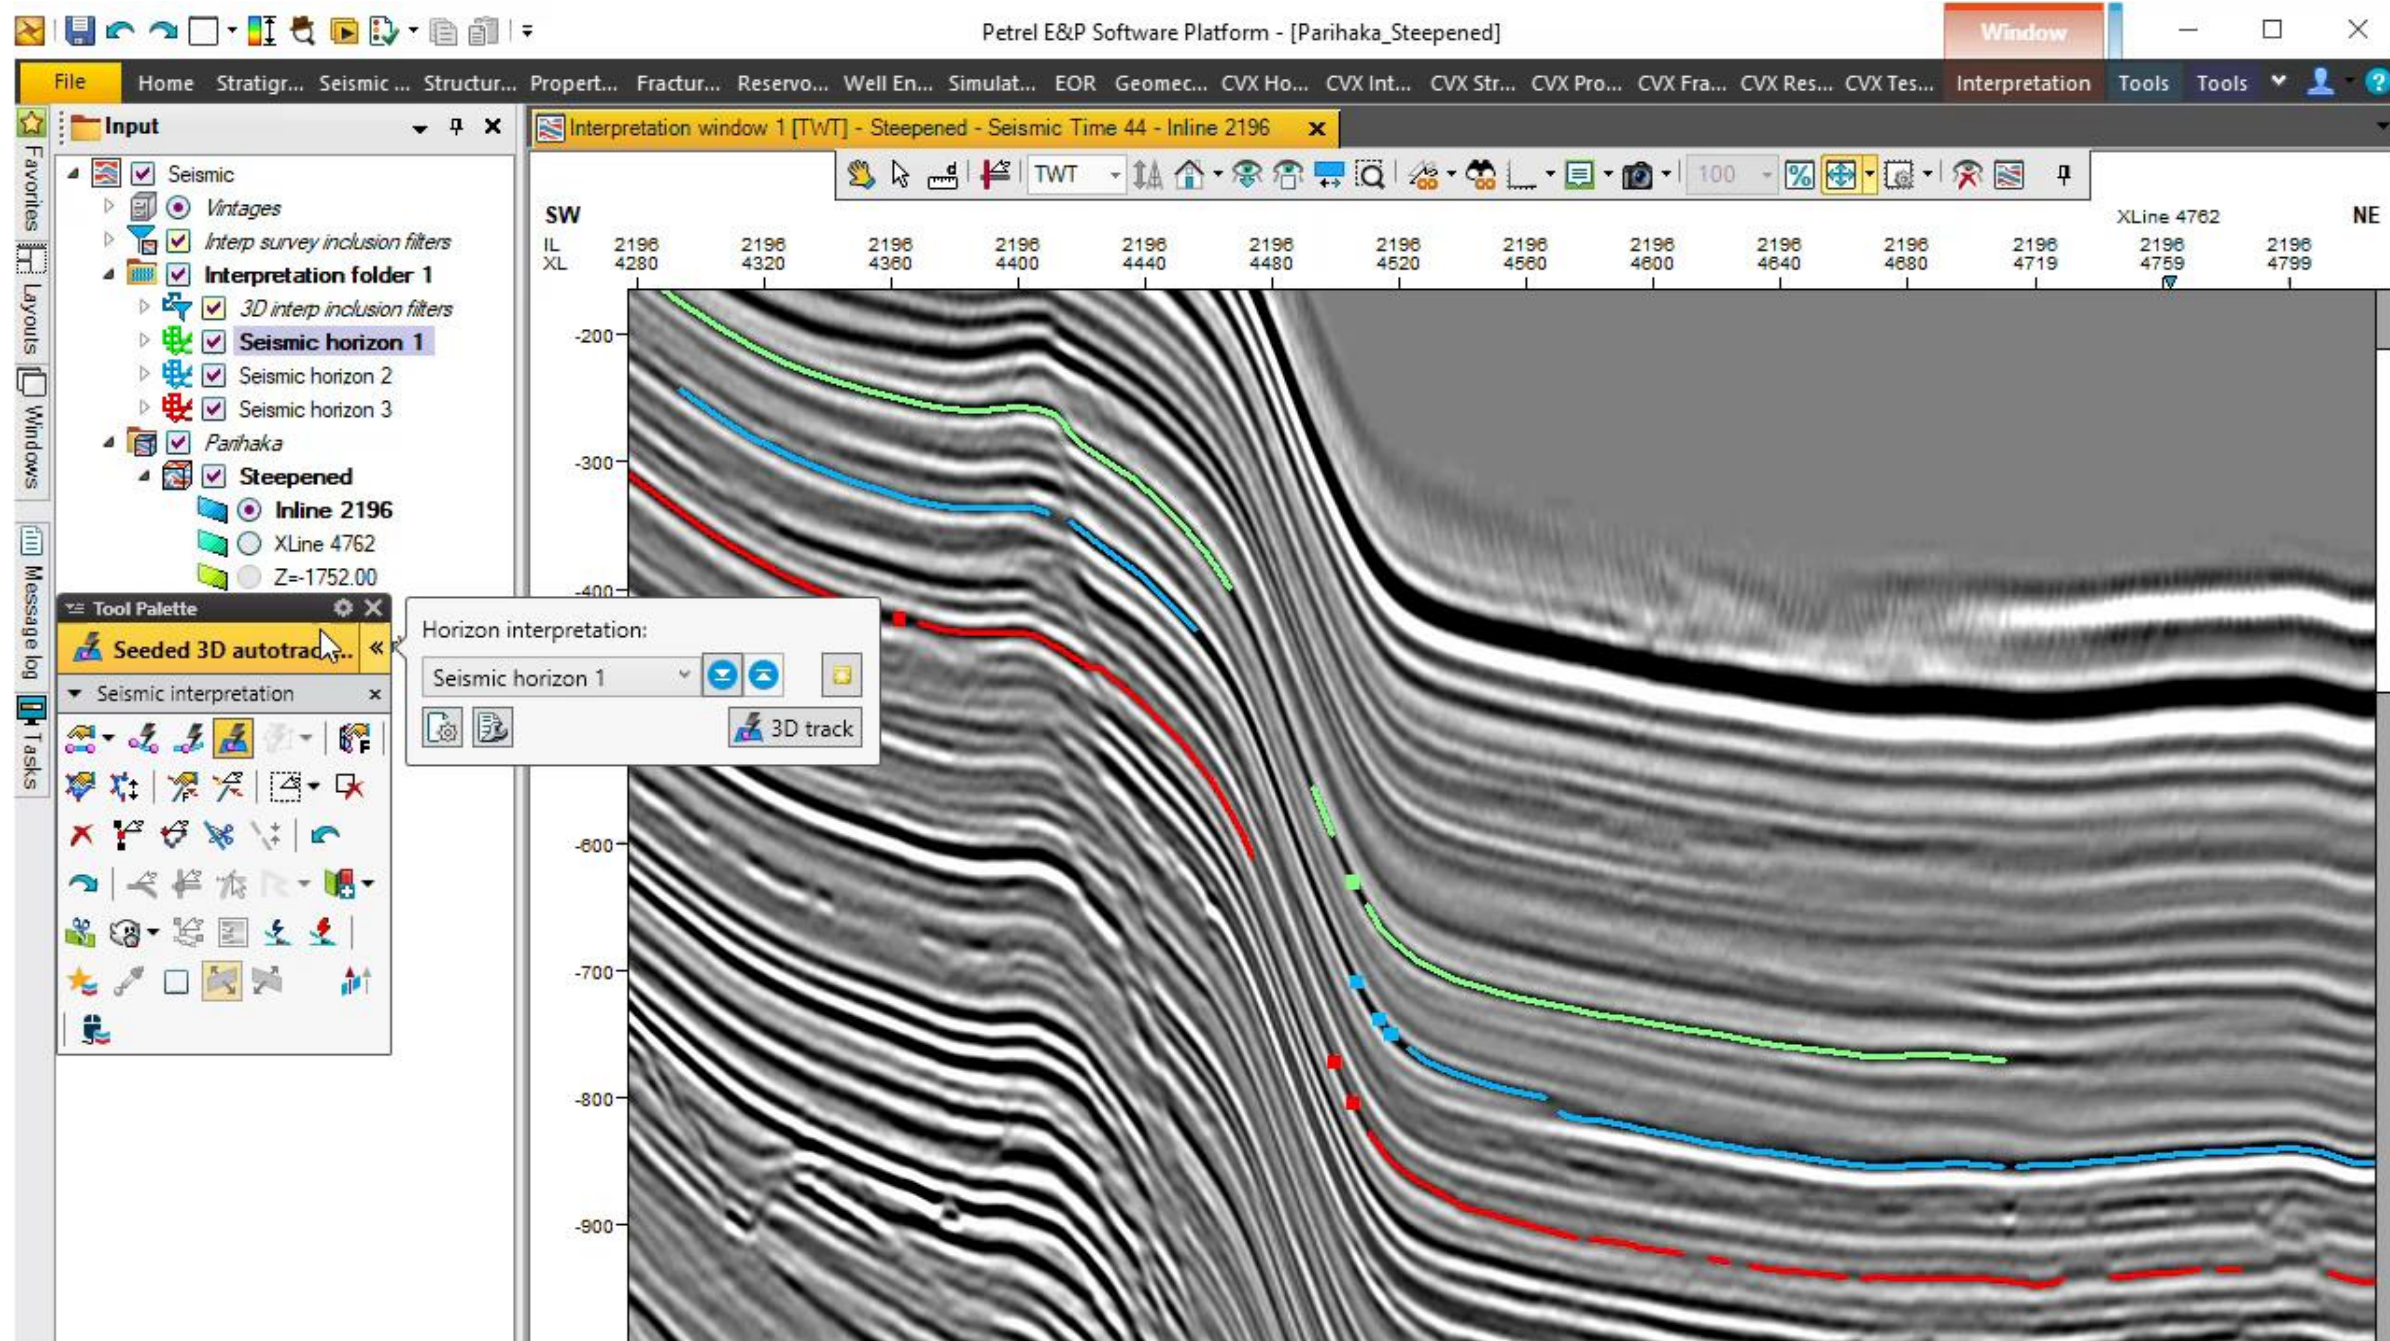 Petrel E&P Software Platform - [Parihaka_Steepened]
Window
File Home Stratigr... Seismic ... Structur... Propert... Fractur... Reservo... Well En... Simulat... EOR Geomec... CVX Ho... CVX Int... CVX Str... CVX Pro... CVX Fra... CVX Res... CVX Tes... Interpretation Tools Tools
Favorites
Layouts
Windows
Message log
Tasks
Input
Seismic
Vintages
Interp survey inclusion filters
Interpretation folder 1
3D interp inclusion filters
Seismic horizon 1
Seismic horizon 2
Seismic horizon 3
Parihaka
Steepened
Inline 2196
XLine 4762
Z=-1752.00
Tool Palette
Seeded 3D autotrac...
Seismic interpretation
Horizon interpretation:
Seismic horizon 1
3D track
Interpretation window 1 [TWT] - Steepened - Seismic Time 44 - Inline 2196
TWT
100
SW XLine 4762 NE
IL 2196 2196 2196 2196 2196 2196 2196 2196 2196 2196 2196 2196 2196 2196
XL 4280 4320 4360 4400 4440 4480 4520 4560 4600 4640 4680 4719 4759 4799
-200
-300
-400
-600
-700
-800
-900